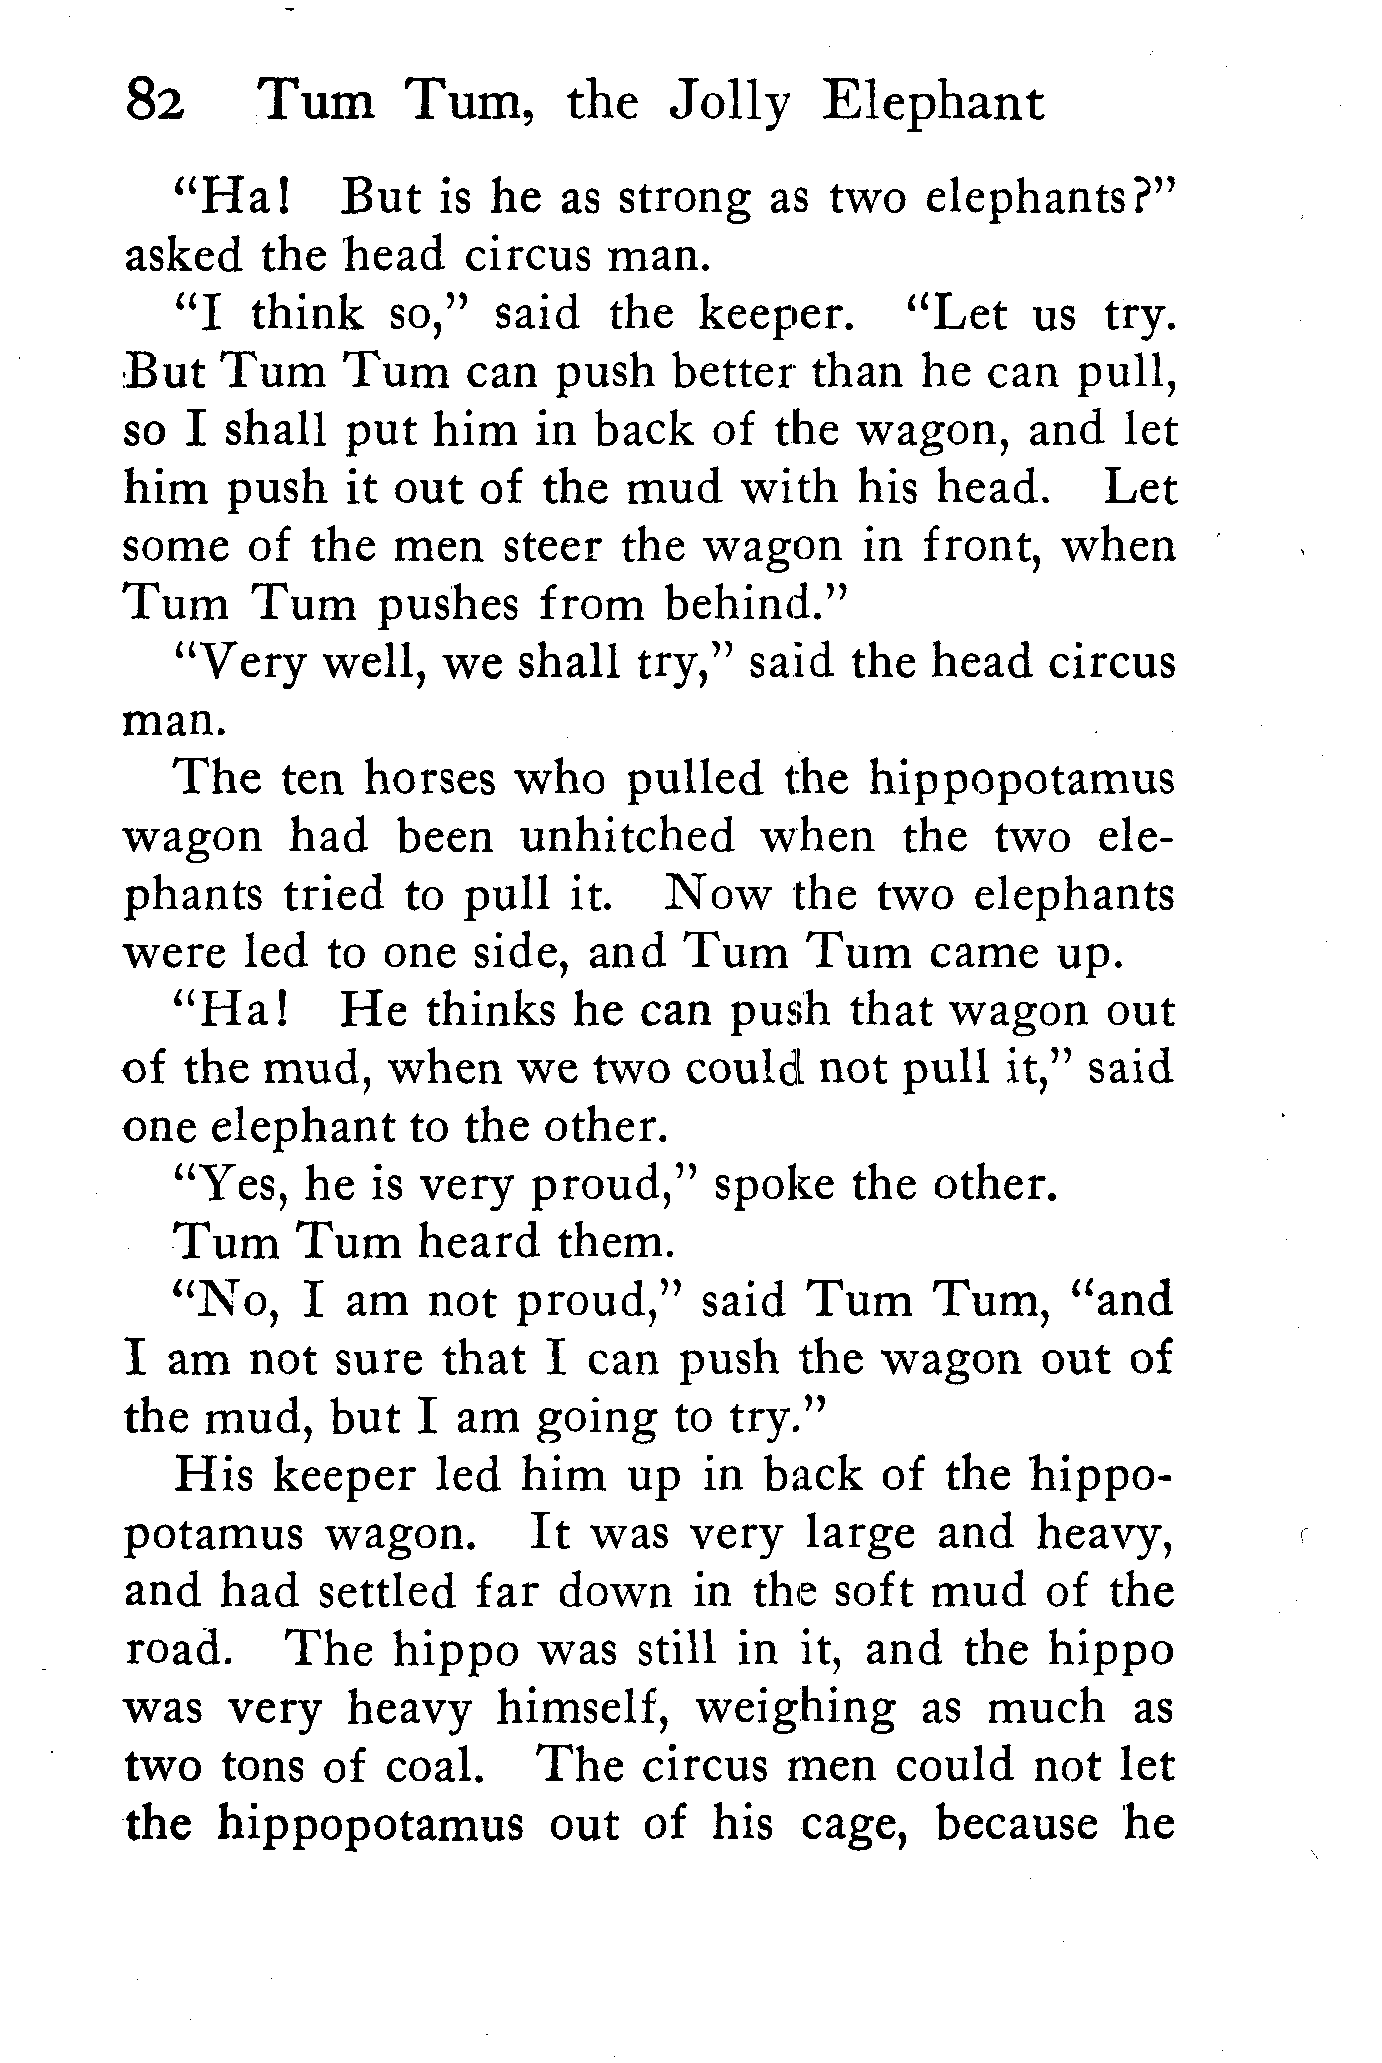 82 Tum Tum, the Jolly Elephant
“Ha! But is he as strong as two elephants?”
asked the head circus man.
“I think so,” said the keeper. “Let us try.
But Tum Tum can push better than he can pull,
so I shall put him in back of the wagon, and let
him push it out of the mud with his head. Let
some of the men steer the wagon in front, when
Tum Tum pushes from behind.”
“Very well, we shall try,” said the head circus
man.
The ten horses who pulled the hippopotamus
wagon had been unhitched when the two ele-
phants tried to pull it. Now the two elephants
were led to one side, and Tum Tum came up.
“Ha! He thinks he can push that wagon out
of the mud, when we two could not pull it,” said
one elephant to the other.
“Yes, he is very proud,” spoke the other.
Tum Tum heard them.
“No, I am not proud,” said Tum Tum, “and
I am not sure that I can push the wagon out of
the mud, but I am going to try.”
His keeper led him up in back of the hippo-
potamus wagon. It was very large and heavy,
and had settled far down in the soft mud of the
road. The hippo was still in it, and the hippo
was very heavy himself, weighing as much as
two tons of coal. The circus men could not let
the hippopotamus out of his cage, because he